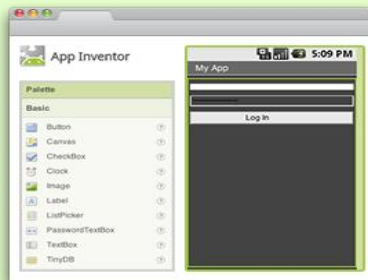 App Inventor
5:09 PM
My App
Palette
Basic
Button
Canvas
CheckBox
Clock
Image
Label
ListPicker
PasswordTextBox
TextBox
TinyDB
Log In